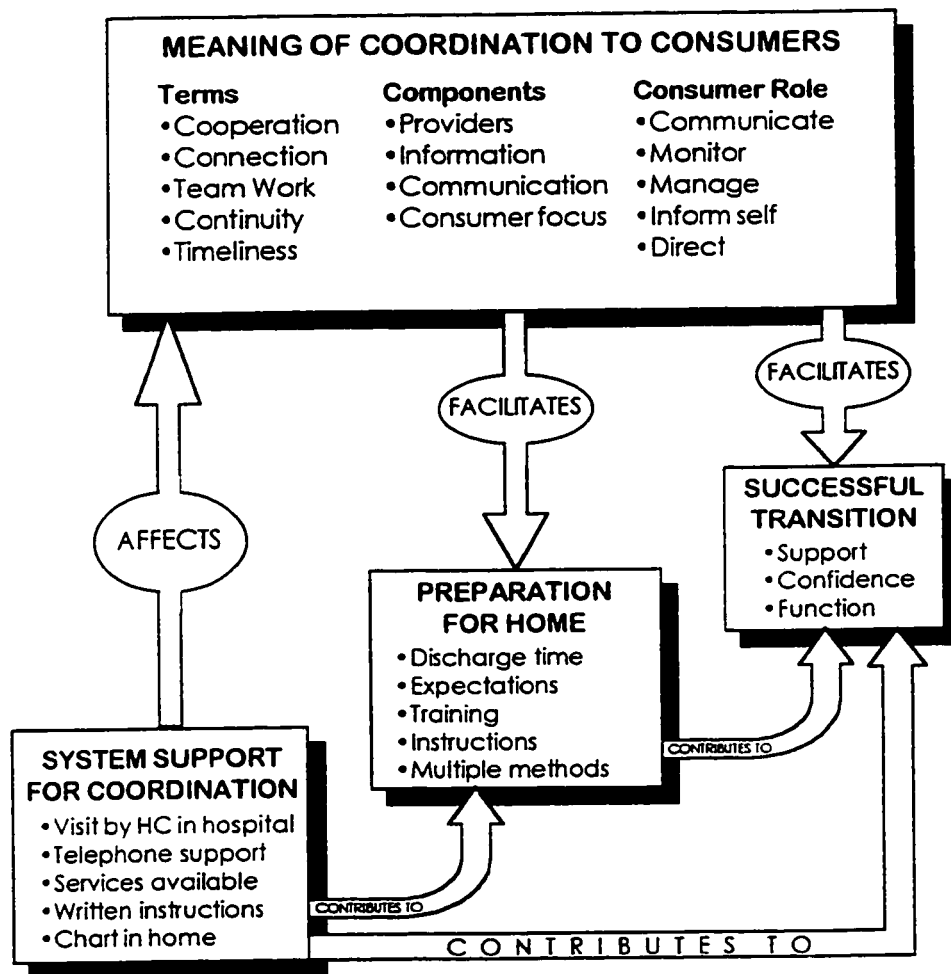 MEANING OF COORDINATION TO CONSUMERS
Terms
•Cooperation
•Connection
•Team Work
•Continuity
•Timeliness
Components
•Providers
•Information
•Communication
•Consumer focus
Consumer Role
•Communicate
•Monitor
•Manage
•Inform self
•Direct
FACILITATES
FACILITATES
AFFECTS
SUCCESSFUL
TRANSITION
•Support
•Confidence
•Function
PREPARATION
FOR HOME
•Discharge time
•Expectations
•Training
•Instructions
•Multiple methods
CONTRIBUTES TO
SYSTEM SUPPORT
FOR COORDINATION
•Visit by HC in hospital
•Telephone support
•Services available
•Written instructions
•Chart in home
CONTRIBUTES TO
CONTRIBUTES TO